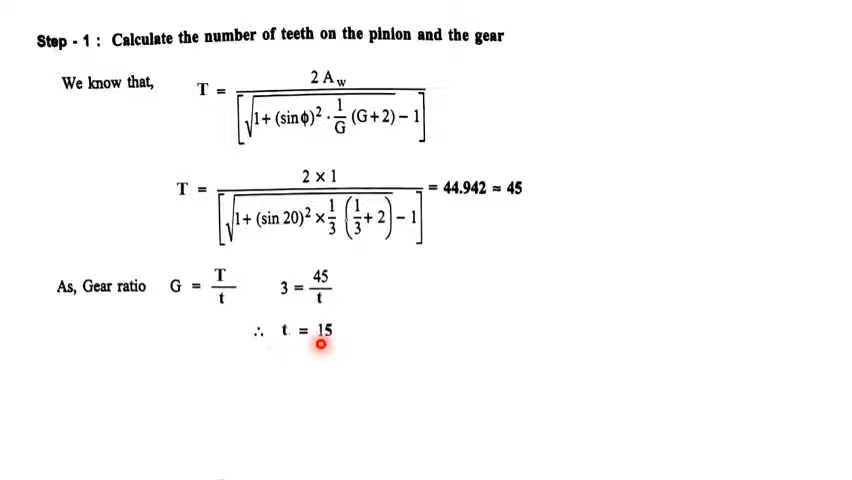 Step - 1 : Calculate the number of teeth on the pinion and the gear
We know that, T = 2 A_w / [√(1 + (sin ϕ)² · 1/G (G + 2)) − 1]
T = 2 × 1 / [√(1 + (sin 20)² × 1/3 (1/3 + 2)) − 1] = 44.942 ≈ 45
As, Gear ratio G = T / t 3 = 45 / t
∴ t. = 15